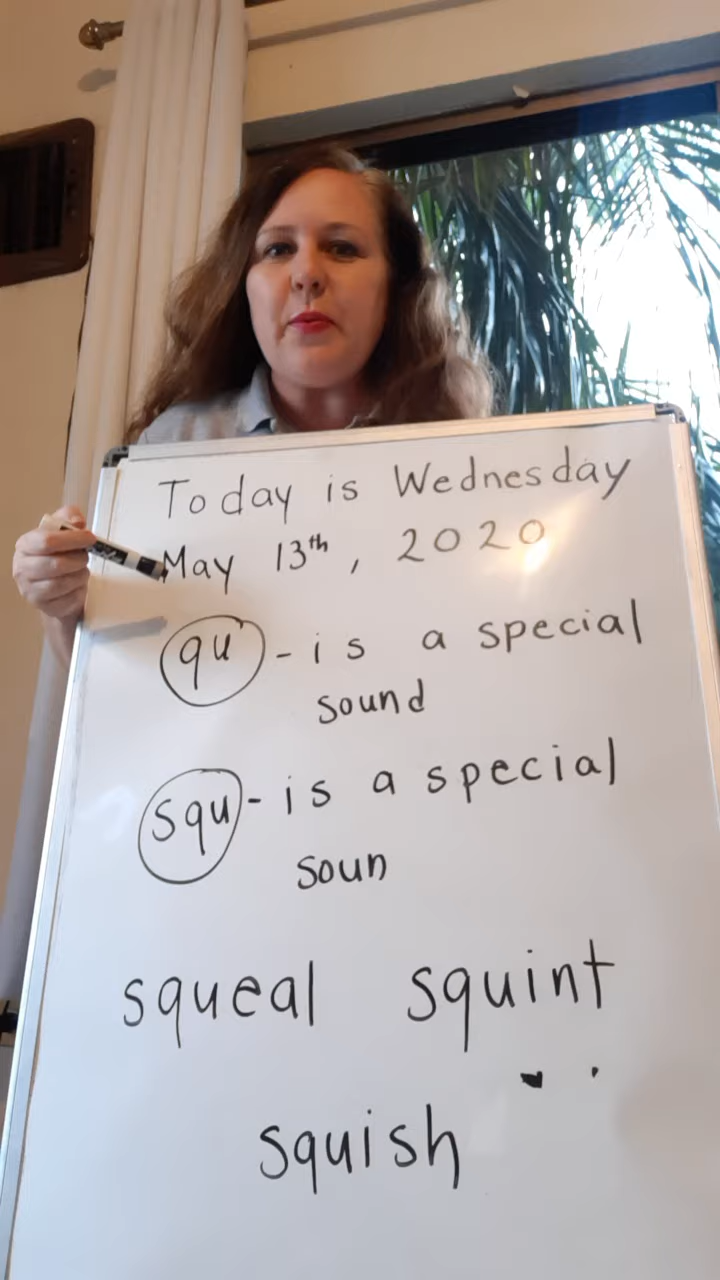 Today is Wednesday
May 13th, 2020
qu - is a special
sound
squ - is a special
soun
squeal squint
squish